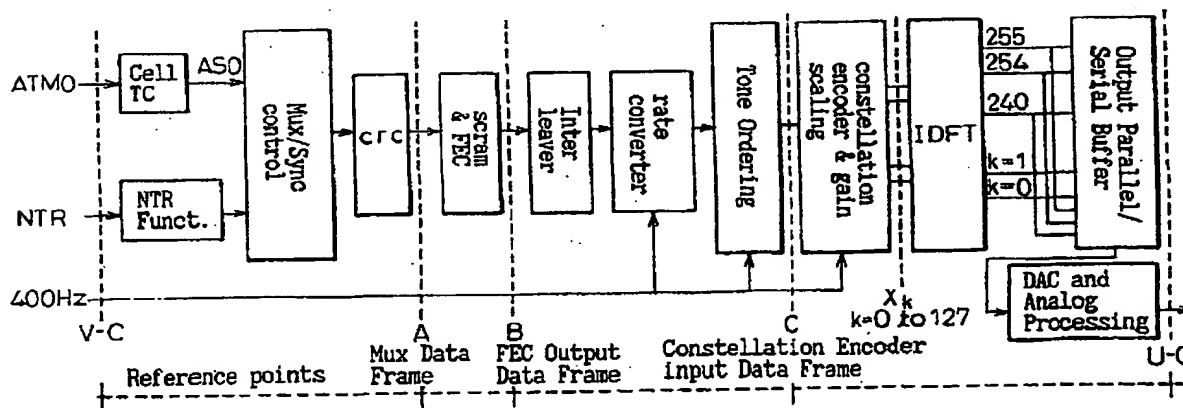 ATM0
Cell
TC
AS0
NTR
NTR
Funct.
Mux/Sync
control
crc
scram
& FEC
Inter
leaver
rate
converter
Tone Ordering
constellation
encoder & gain
scaling
IDFT
255
254
240
k=1
k=0
Output Parallel/
Serial Buffer
DAC and
Analog
Processing
400Hz
V-C
A
B
C
Xk
k=0 to 127
U-C
Reference points
Mux Data
Frame
FEC Output
Data Frame
Constellation Encoder
input Data Frame